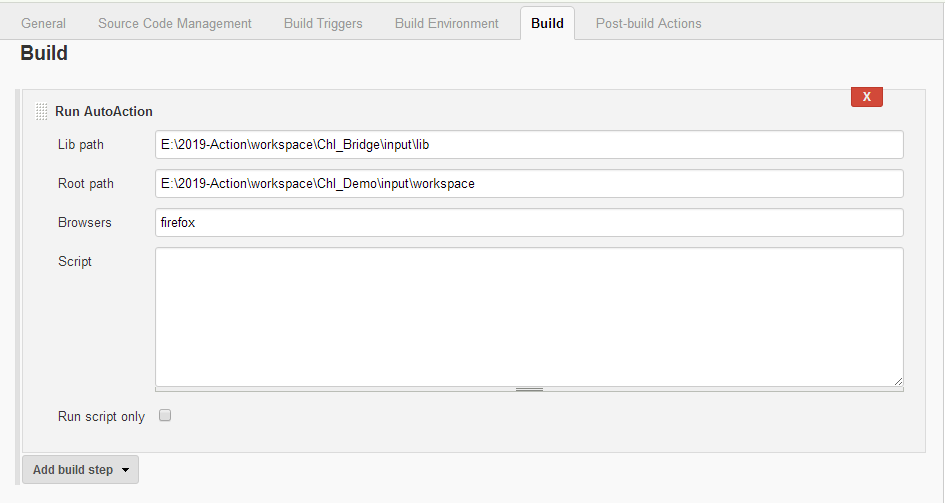 General Source Code Management Build Triggers Build Environment Build Post-build Actions
Build
X
Run AutoAction
Lib path E:\2019-Action\workspace\Chl_Bridge\input\lib
Root path E:\2019-Action\workspace\Chl_Demo\input\workspace
Browsers firefox
Script
Run script only
Add build step